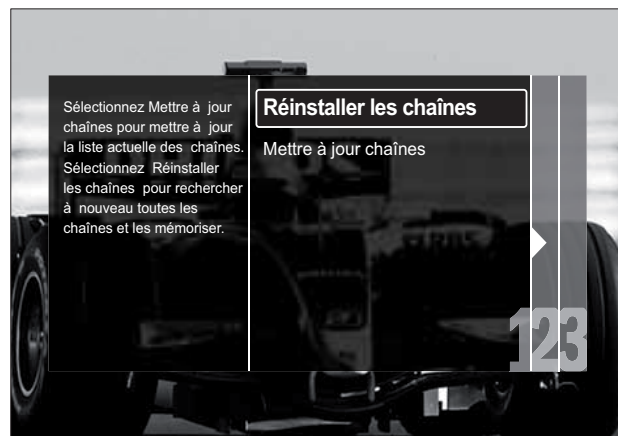 Sélectionnez Mettre à jour
chaînes pour mettre à jour
la liste actuelle des chaînes.
Sélectionnez Réinstaller
les chaînes pour rechercher
à nouveau toutes les
chaînes et les mémoriser.
Réinstaller les chaînes
Mettre à jour chaînes
123